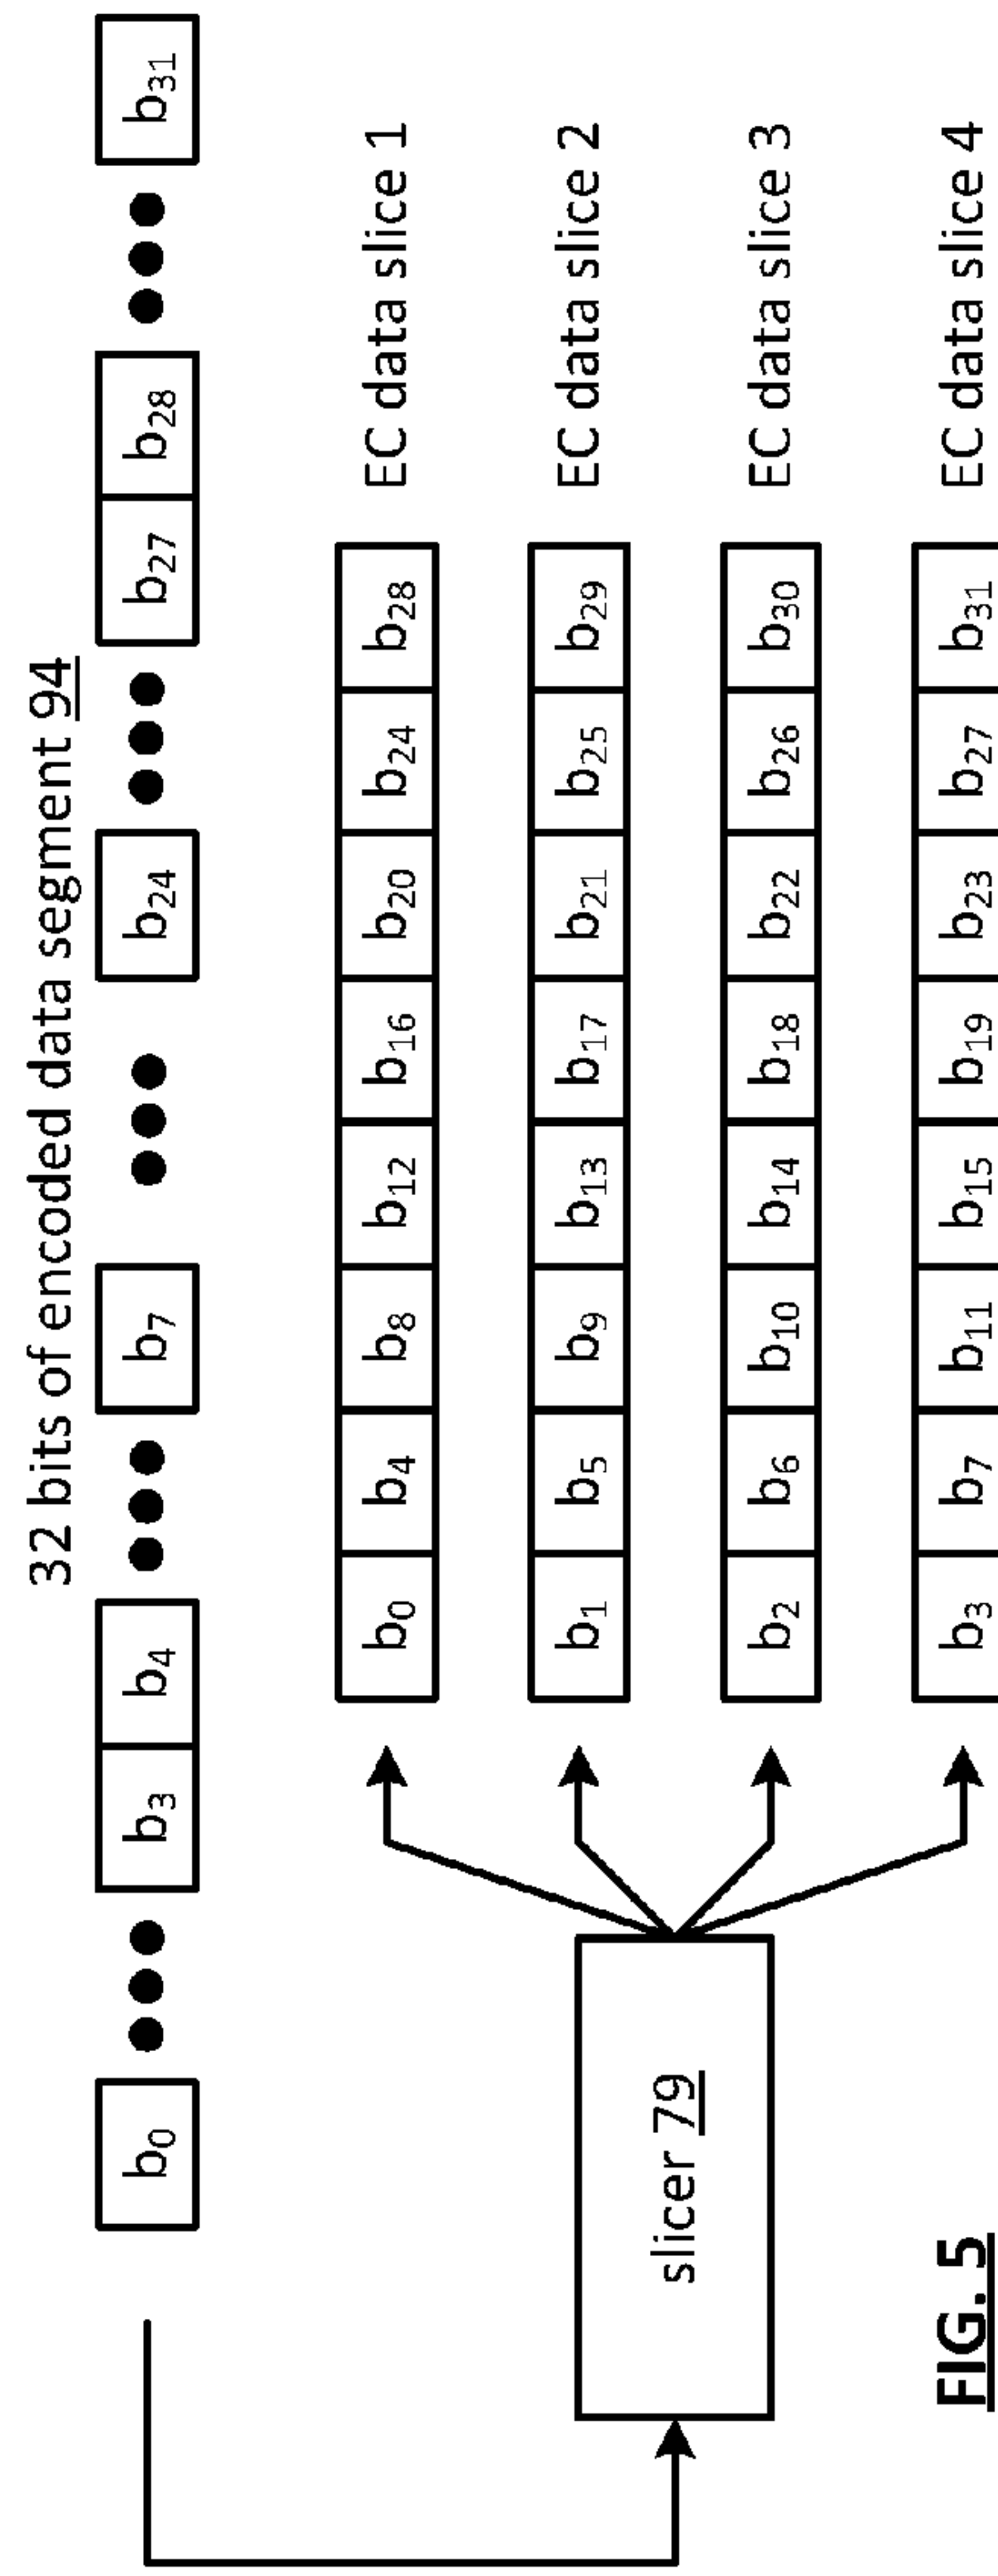 32 bits of encoded data segment 94
b0 ●●● b3 b4 ●●● b7 ●●● b24 ●●● b27 b28 ●●● b31
b0 b4 b8 b12 b16 b20 b24 b28 EC data slice 1
b1 b5 b9 b13 b17 b21 b25 b29 EC data slice 2
slicer 79
b2 b6 b10 b14 b18 b22 b26 b30 EC data slice 3
b3 b7 b11 b15 b19 b23 b27 b31 EC data slice 4
FIG. 5